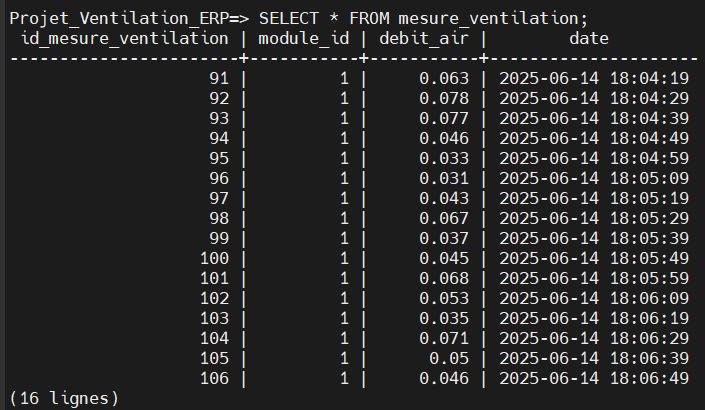 Projet_Ventilation_ERP=> SELECT * FROM mesure_ventilation;
 id_mesure_ventilation | module_id | debit_air |        date
-----------------------+-----------+-----------+---------------------
                    91 |         1 |     0.063 | 2025-06-14 18:04:19
                    92 |         1 |     0.078 | 2025-06-14 18:04:29
                    93 |         1 |     0.077 | 2025-06-14 18:04:39
                    94 |         1 |     0.046 | 2025-06-14 18:04:49
                    95 |         1 |     0.033 | 2025-06-14 18:04:59
                    96 |         1 |     0.031 | 2025-06-14 18:05:09
                    97 |         1 |     0.043 | 2025-06-14 18:05:19
                    98 |         1 |     0.067 | 2025-06-14 18:05:29
                    99 |         1 |     0.037 | 2025-06-14 18:05:39
                   100 |         1 |     0.045 | 2025-06-14 18:05:49
                   101 |         1 |     0.068 | 2025-06-14 18:05:59
                   102 |         1 |     0.053 | 2025-06-14 18:06:09
                   103 |         1 |     0.035 | 2025-06-14 18:06:19
                   104 |         1 |     0.071 | 2025-06-14 18:06:29
                   105 |         1 |      0.05 | 2025-06-14 18:06:39
                   106 |         1 |     0.046 | 2025-06-14 18:06:49
(16 lignes)